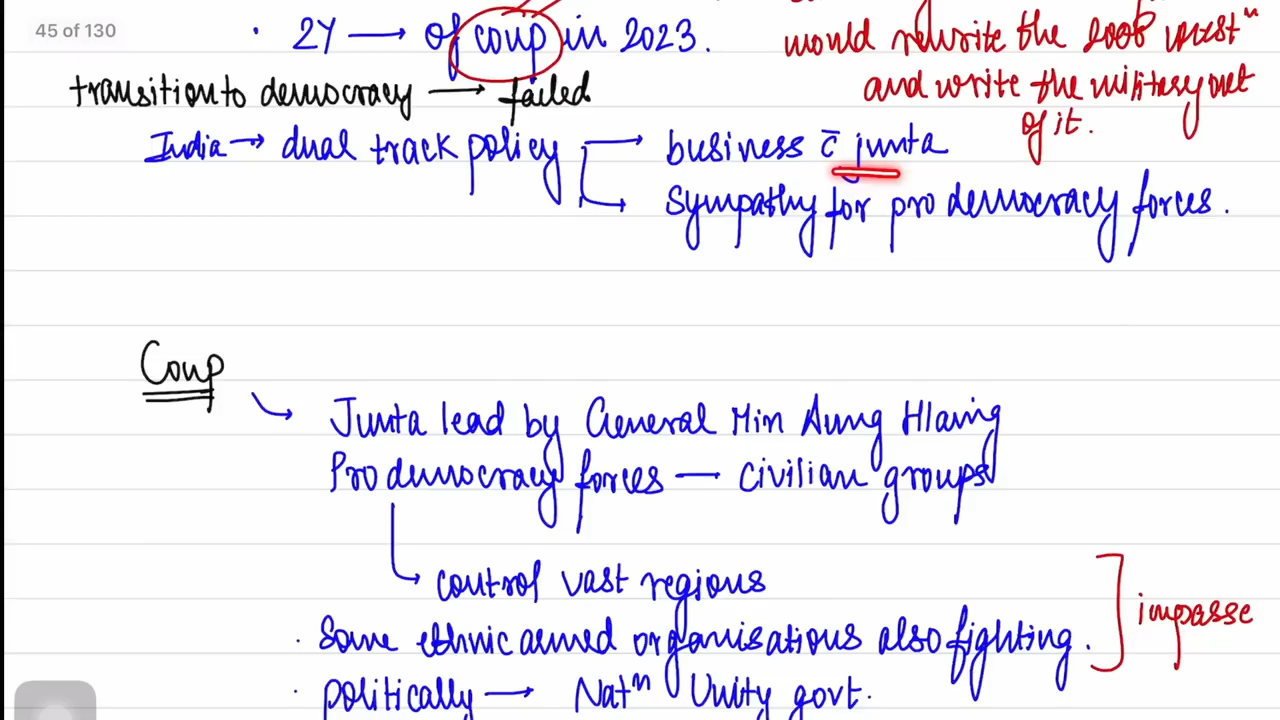 45 of 130
· 2Y → of coup in 2023.
would rewrite the 2008 const^n
and write the military out
of it.
transition to democracy → failed
India → dual track policy → business c̄ junta
→ Sympathy for pro democracy forces.
Coup
Junta lead by General Min Aung Hlaing
Pro democracy forces — civilian groups
control vast regions
· Some ethnic armed organisations also fighting.
impasse
· politically → Nat^n Unity govt.